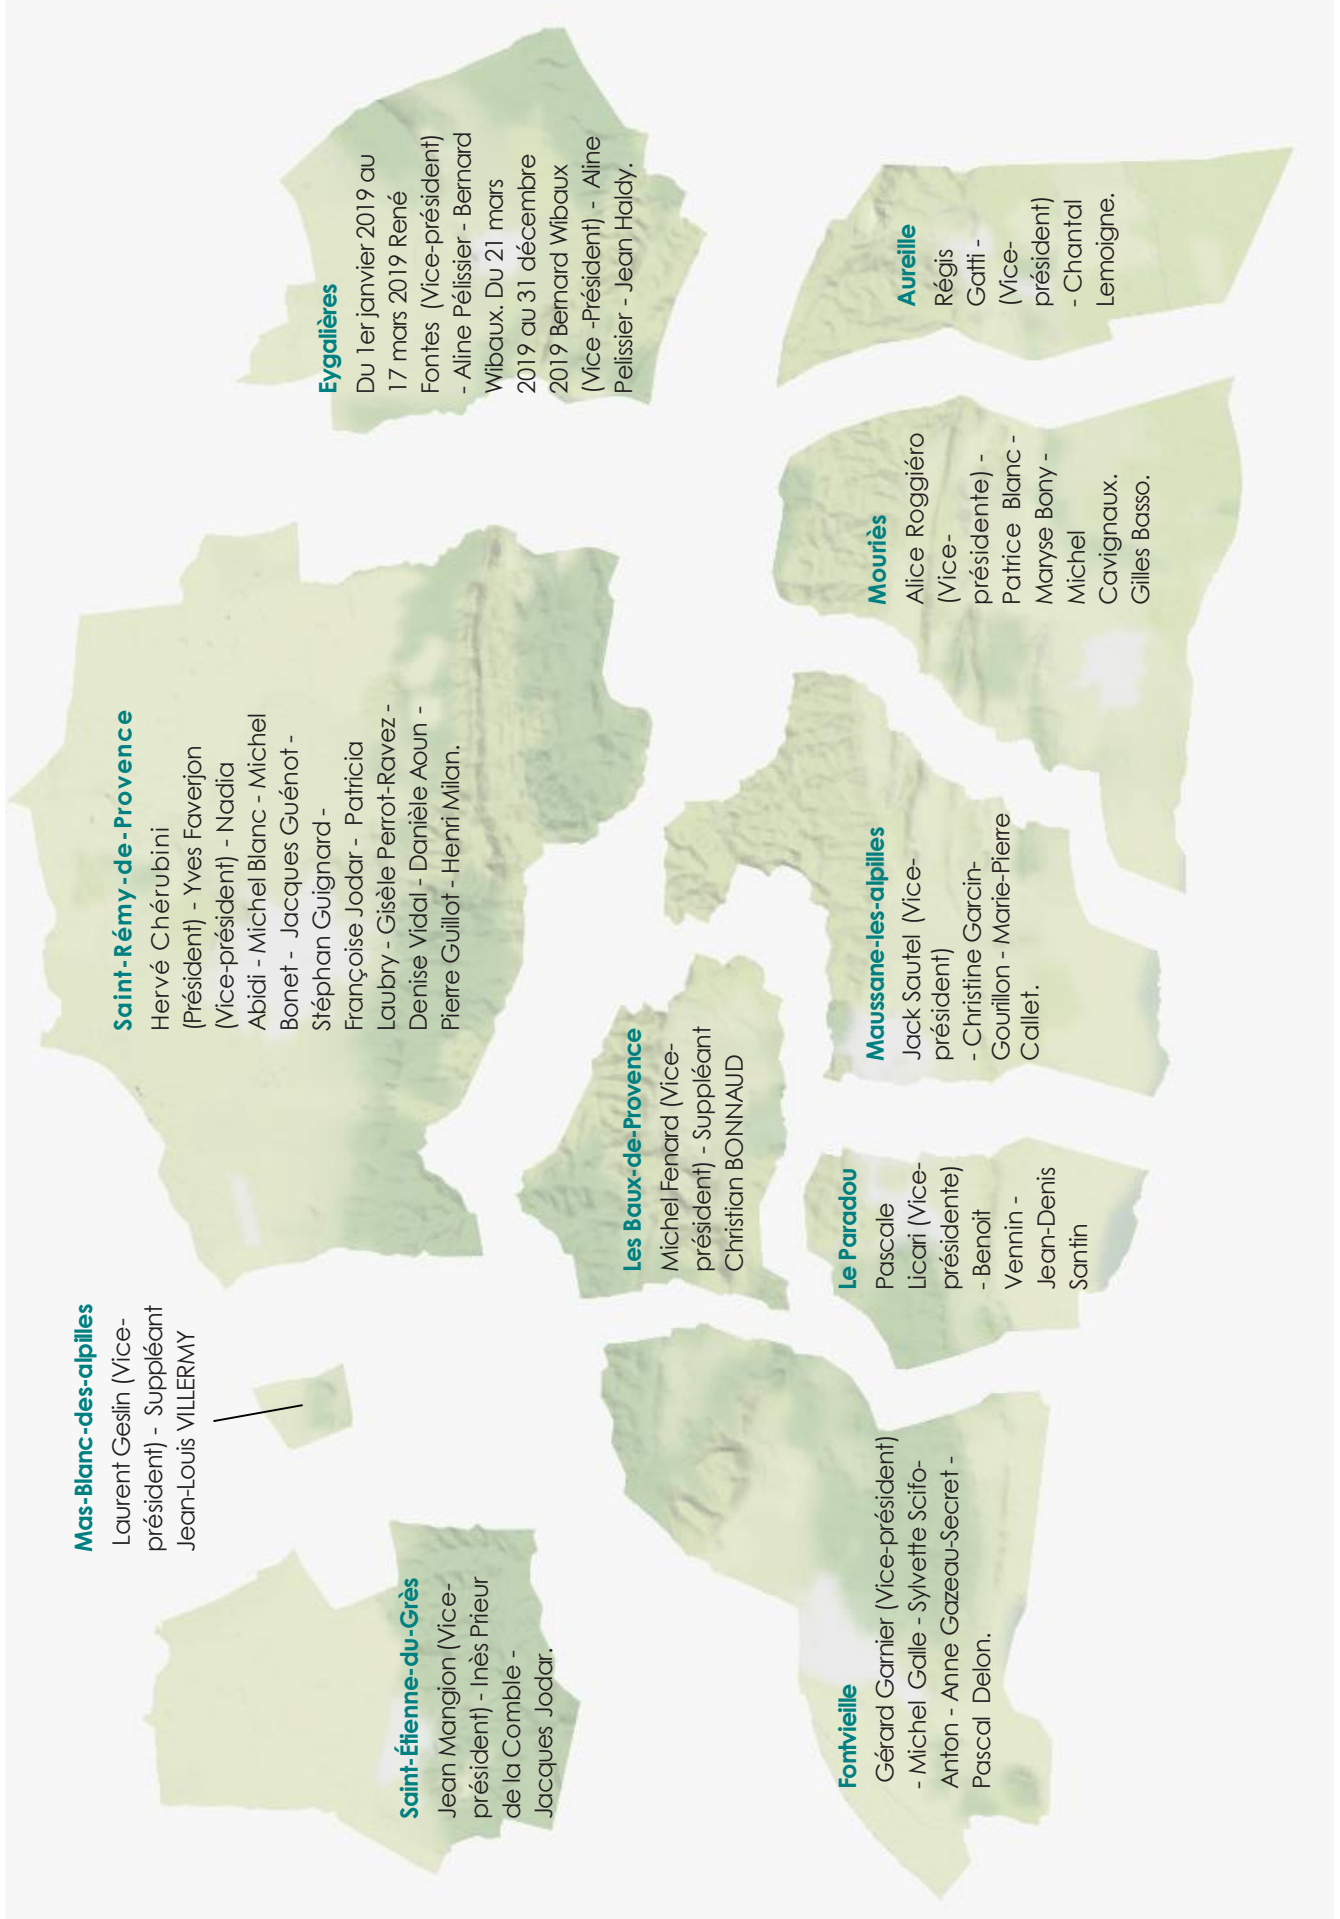 Mas-Blanc-des-alpilles
Laurent Geslin (Vice-
président) - Suppléant
Jean-Louis VILLERMY
Saint-Rémy-de-Provence
Hervé Chérubini
(Président) - Yves Faverjon
(Vice-président) - Nadia
Abidi - Michel Blanc - Michel
Bonet - Jacques Guénot -
Stéphan Guignard -
Françoise Jodar - Patricia
Laubry - Gisèle Perrot-Ravez -
Denise Vidal - Danièle Aoun -
Pierre Guillot - Henri Milan.
Eygalières
Du 1er janvier 2019 au
17 mars 2019 René
Fontes (Vice-président)
- Aline Pélissier - Bernard
Wibaux. Du 21 mars
2019 au 31 décembre
2019 Bernard Wibaux
(Vice -Président) - Aline
Pelissier - Jean Haldy.
Saint-Étienne-du-Grès
Jean Mangion (Vice-
président) - Inès Prieur
de la Comble -
Jacques Jodar.
Les Baux-de-Provence
Michel Fenard (Vice-
président) - Suppléant
Christian BONNAUD
Fontvieille
Gérard Garnier (Vice-président)
- Michel Galle - Sylvette Scifo-
Anton - Anne Gazeau-Secret -
Pascal Delon.
Le Paradou
Pascale
Licari (Vice-
présidente)
- Benoit
Vennin -
Jean-Denis
Santin
Maussane-les-alpilles
Jack Sautel (Vice-
président)
- Christine Garcin-
Gourillon - Marie-Pierre
Callet.
Mouriès
Alice Roggiéro
(Vice-
présidente) -
Patrice Blanc -
Maryse Bony -
Michel
Cavignaux.
Gilles Basso.
Aureille
Régis
Gatti -
(Vice-
président)
- Chantal
Lemoigne.